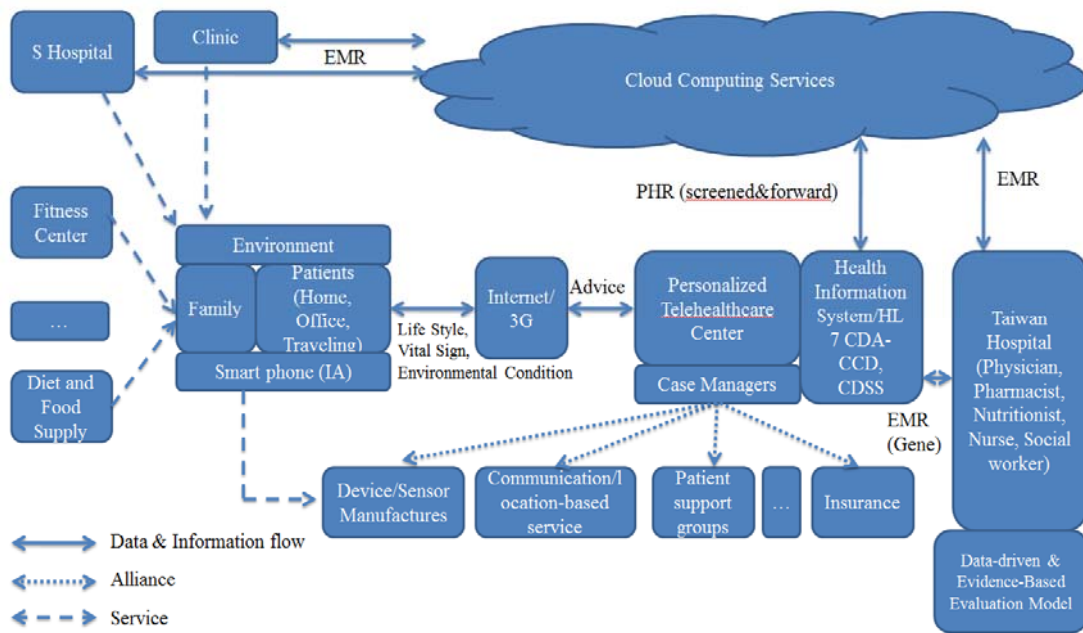 S Hospital
Clinic
EMR
Cloud Computing Services
PHR (screened&forward)
EMR
Fitness
Center
...
Diet and
Food
Supply
Environment
Family
Patients
(Home,
Office,
Traveling)
Smart phone (IA)
Life Style,
Vital Sign,
Environmental Condition
Internet/
3G
Advice
Personalized
Telehealthcare
Center
Case Managers
Health
Information
System/HL
7 CDA-
CCD,
CDSS
EMR
(Gene)
Taiwan
Hospital
(Physician,
Pharmacist,
Nutritionist,
Nurse, Social
worker)
Data-driven &
Evidence-Based
Evaluation Model
Device/Sensor
Manufactures
Communication/l
ocation-based
service
Patient
support
groups
...
Insurance
Data & Information flow
Alliance
Service